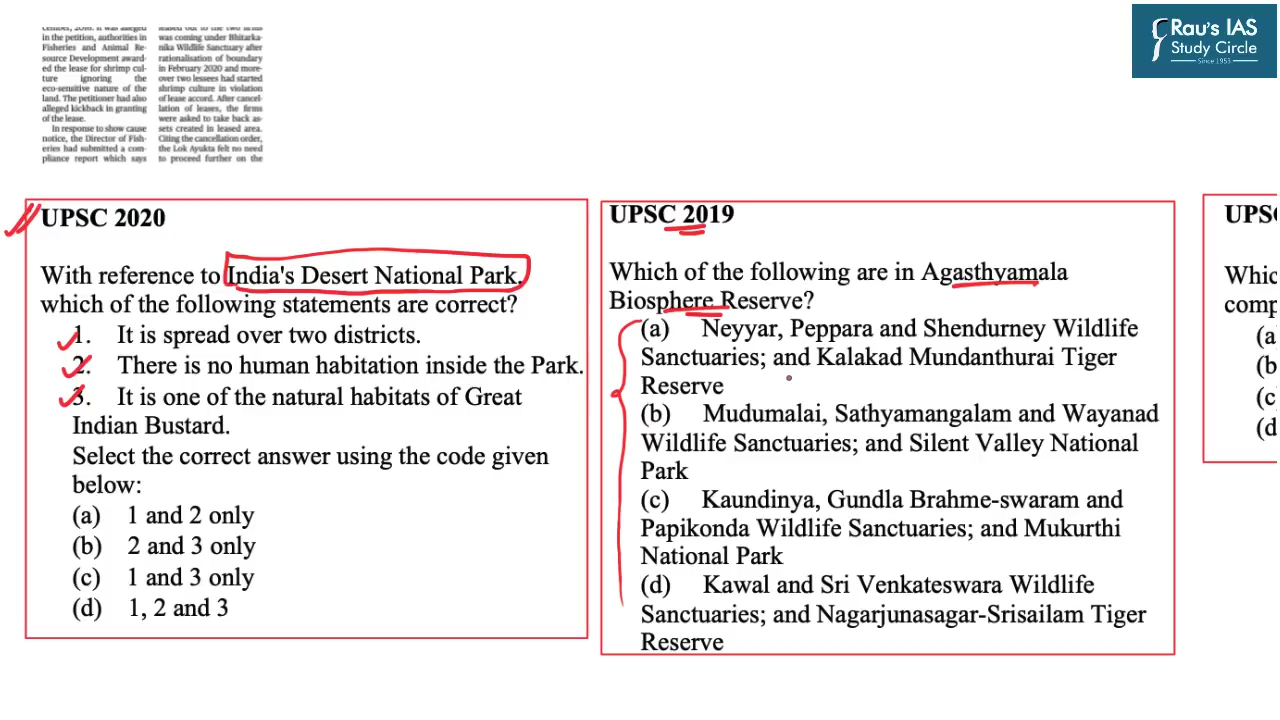 cember, 2016. It was alleged
in the petition, authorities in
Fisheries and Animal Re-
source Development award-
ed the lease for shrimp cul-
ture ignoring the
eco-sensitive nature of the
land. The petitioner had also
alleged kickback in granting
of the lease.
In response to show cause
notice, the Director of Fish-
eries had submitted a com-
pliance report which says
leased out to the two firms
was coming under Bhitarka-
nika Wildlife Sanctuary after
rationalisation of boundary
in February 2020 and more-
over two lessees had started
shrimp culture in violation
of lease accord. After cancel-
lation of leases, the firms
were asked to take back as-
sets created in leased area.
Citing the cancellation order,
the Lok Ayukta felt no need
to proceed further on the
Rau's IAS
Study Circle
Since 1953
UPSC 2020
With reference to India's Desert National Park.
which of the following statements are correct?
1. It is spread over two districts.
2. There is no human habitation inside the Park.
3. It is one of the natural habitats of Great
Indian Bustard.
Select the correct answer using the code given
below:
(a) 1 and 2 only
(b) 2 and 3 only
(c) 1 and 3 only
(d) 1, 2 and 3
UPSC 2019
Which of the following are in Agasthyamala
Biosphere Reserve?
(a) Neyyar, Peppara and Shendurney Wildlife
Sanctuaries; and Kalakad Mundanthurai Tiger
Reserve
(b) Mudumalai, Sathyamangalam and Wayanad
Wildlife Sanctuaries; and Silent Valley National
Park
(c) Kaundinya, Gundla Brahme-swaram and
Papikonda Wildlife Sanctuaries; and Mukurthi
National Park
(d) Kawal and Sri Venkateswara Wildlife
Sanctuaries; and Nagarjunasagar-Srisailam Tiger
Reserve
(a
(b
(c
(d